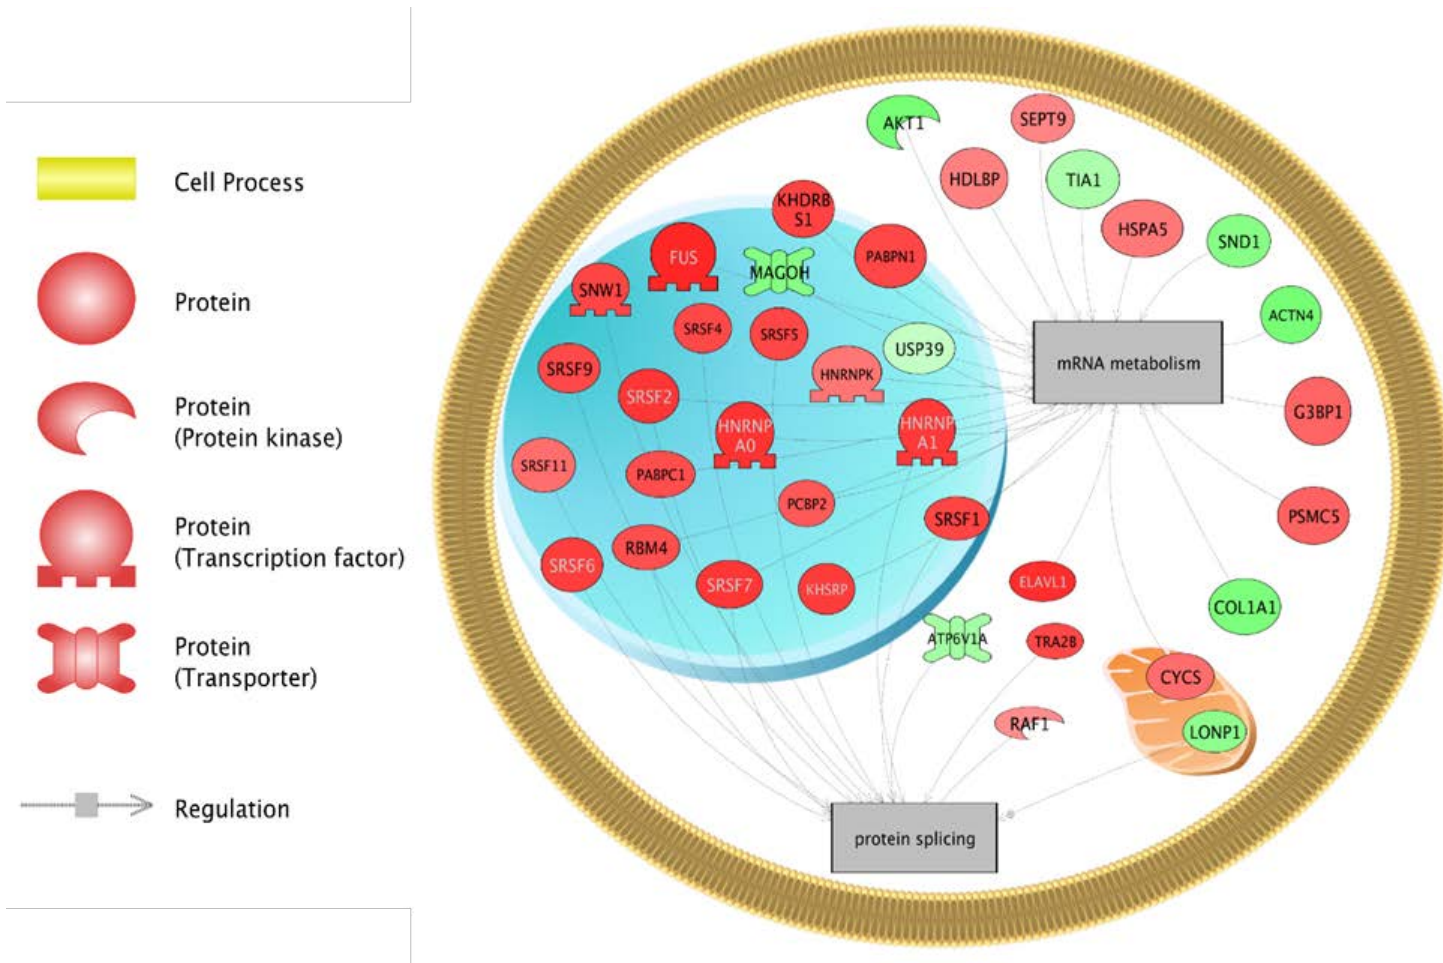 Cell Process
Protein
Protein
(Protein kinase)
Protein
(Transcription factor)
Protein
(Transporter)
Regulation
AKT1
SEPT9
HDLBP
TIA1
HSPA5
SND1
ACTN4
KHDRB
S1
FUS
MAGOH
PABPN1
SNW1
SRSF4
SRSF5
USP39
mRNA metabolism
SRSF9
HNRNPK
SRSF2
G3BP1
HNRNP
A0
HNRNP
A1
SRSF11
PABPC1
PCBP2
SRSF1
PSMC5
RBM4
SRSF6
SRSF7
KHSRP
ELAVL1
COL1A1
ATP6V1A
TRA2B
CYCS
RAF1
LONP1
protein splicing